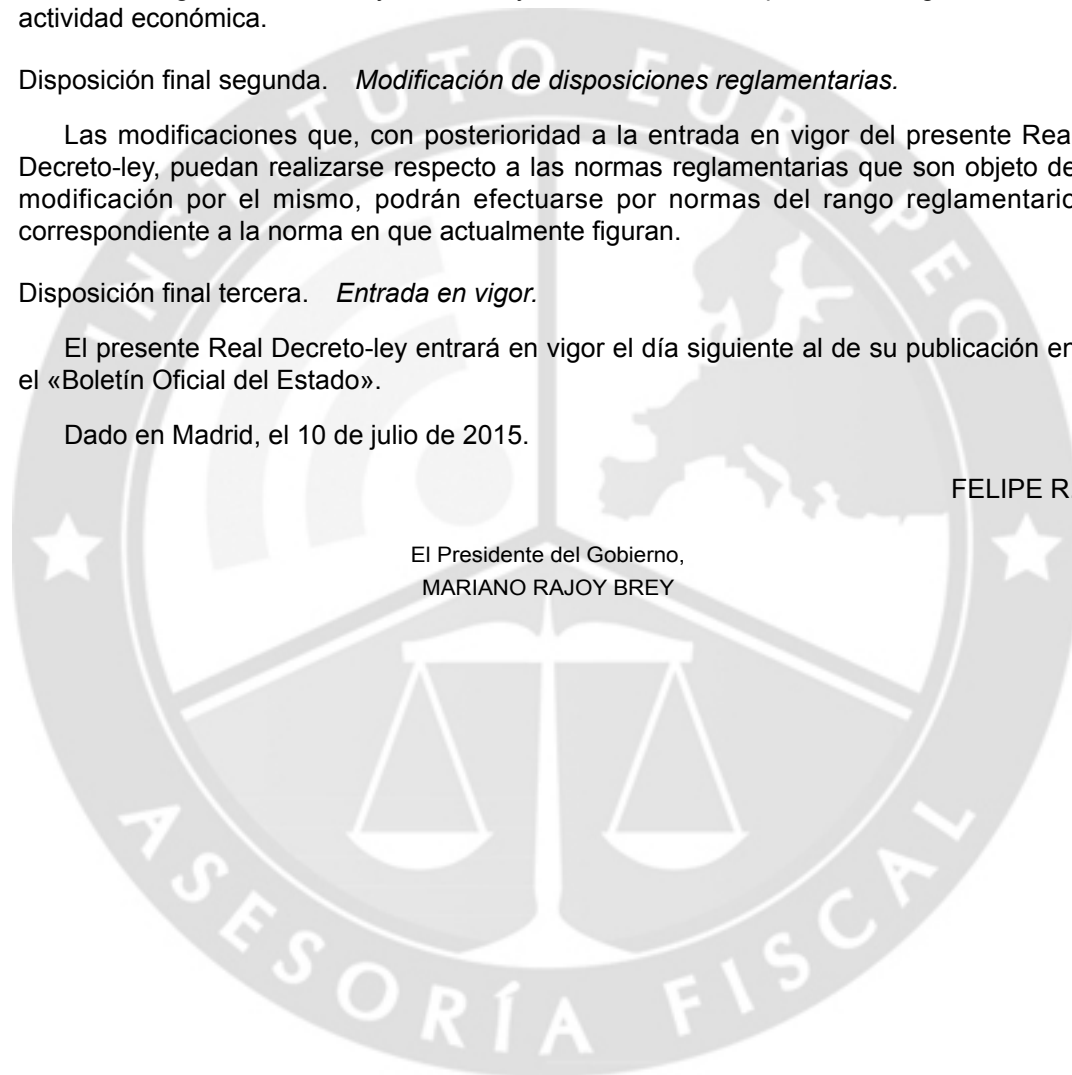 actividad económica.
Disposición final segunda. Modificación de disposiciones reglamentarias.
Las modificaciones que, con posterioridad a la entrada en vigor del presente Real
Decreto-ley, puedan realizarse respecto a las normas reglamentarias que son objeto de
modificación por el mismo, podrán efectuarse por normas del rango reglamentario
correspondiente a la norma en que actualmente figuran.
Disposición final tercera. Entrada en vigor.
El presente Real Decreto-ley entrará en vigor el día siguiente al de su publicación en
el «Boletín Oficial del Estado».
Dado en Madrid, el 10 de julio de 2015.
FELIPE R
El Presidente del Gobierno,
MARIANO RAJOY BREY
INSTITUTO EUROPEO
ASESORÍA FISCAL